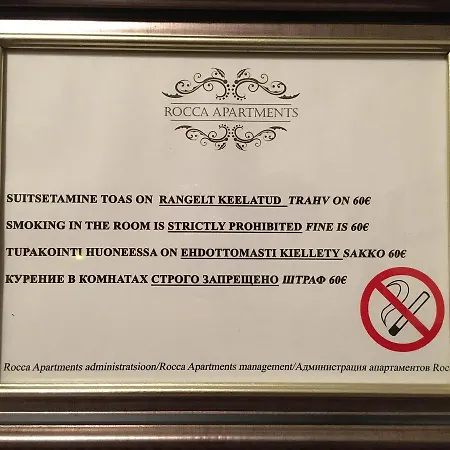 ROCCA APARTMENTS
SUITSETAMINE TOAS ON RANGELT KEELATUD TRAHV ON 60€
SMOKING IN THE ROOM IS STRICTLY PROHIBITED FINE IS 60€
TUPAKOINTI HUONEESSA ON EHDOTTOMASTI KIELLETY SAKKO 60€
КУРЕНИЕ В КОМНАТАХ СТРОГО ЗАПРЕЩЕНО ШТРАФ 60€
Rocca Apartments administratsioon/Rocca Apartments management/Администрация апартаментов Roc